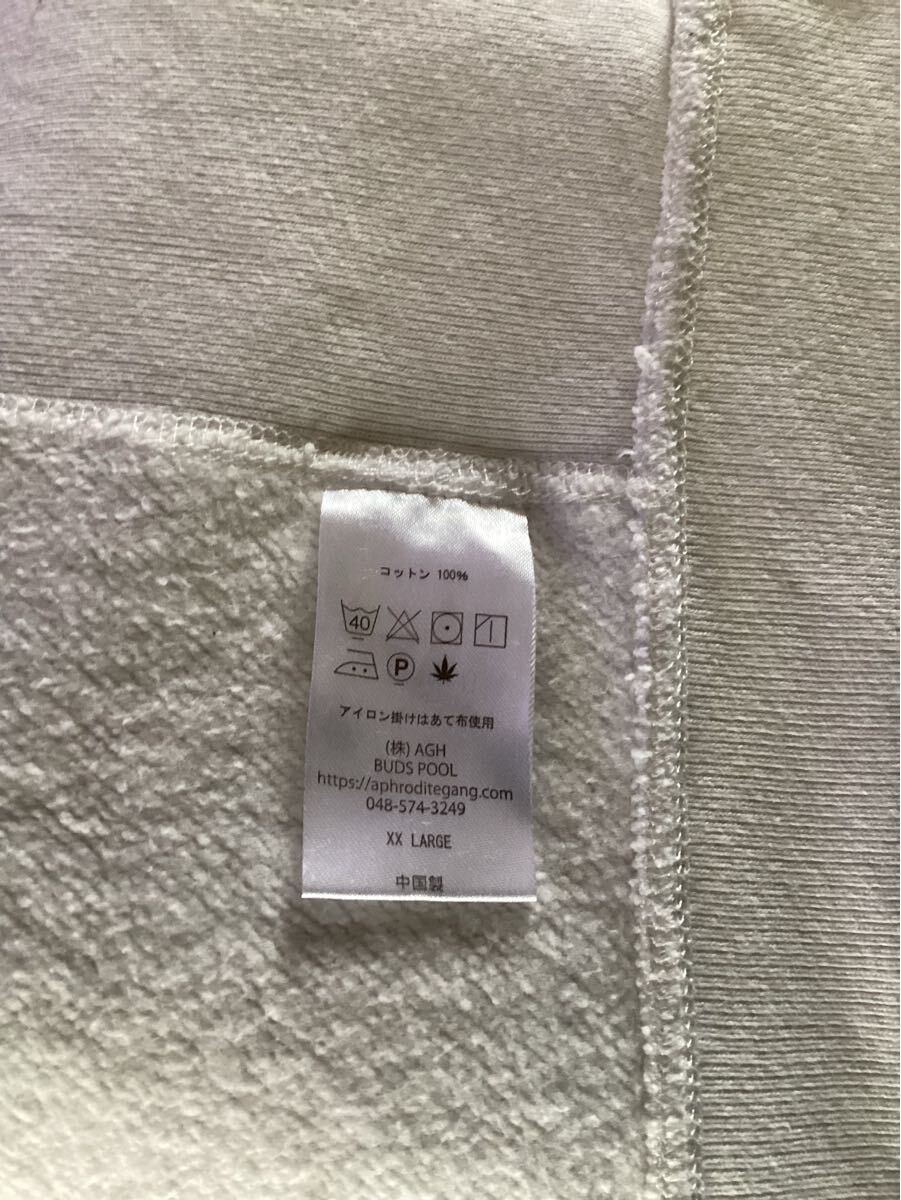 コットン 100%
40
P
アイロン掛けはあて布使用
(株) AGH
BUDS POOL
https://aphroditegang.com
048-574-3249
XX LARGE
中国製